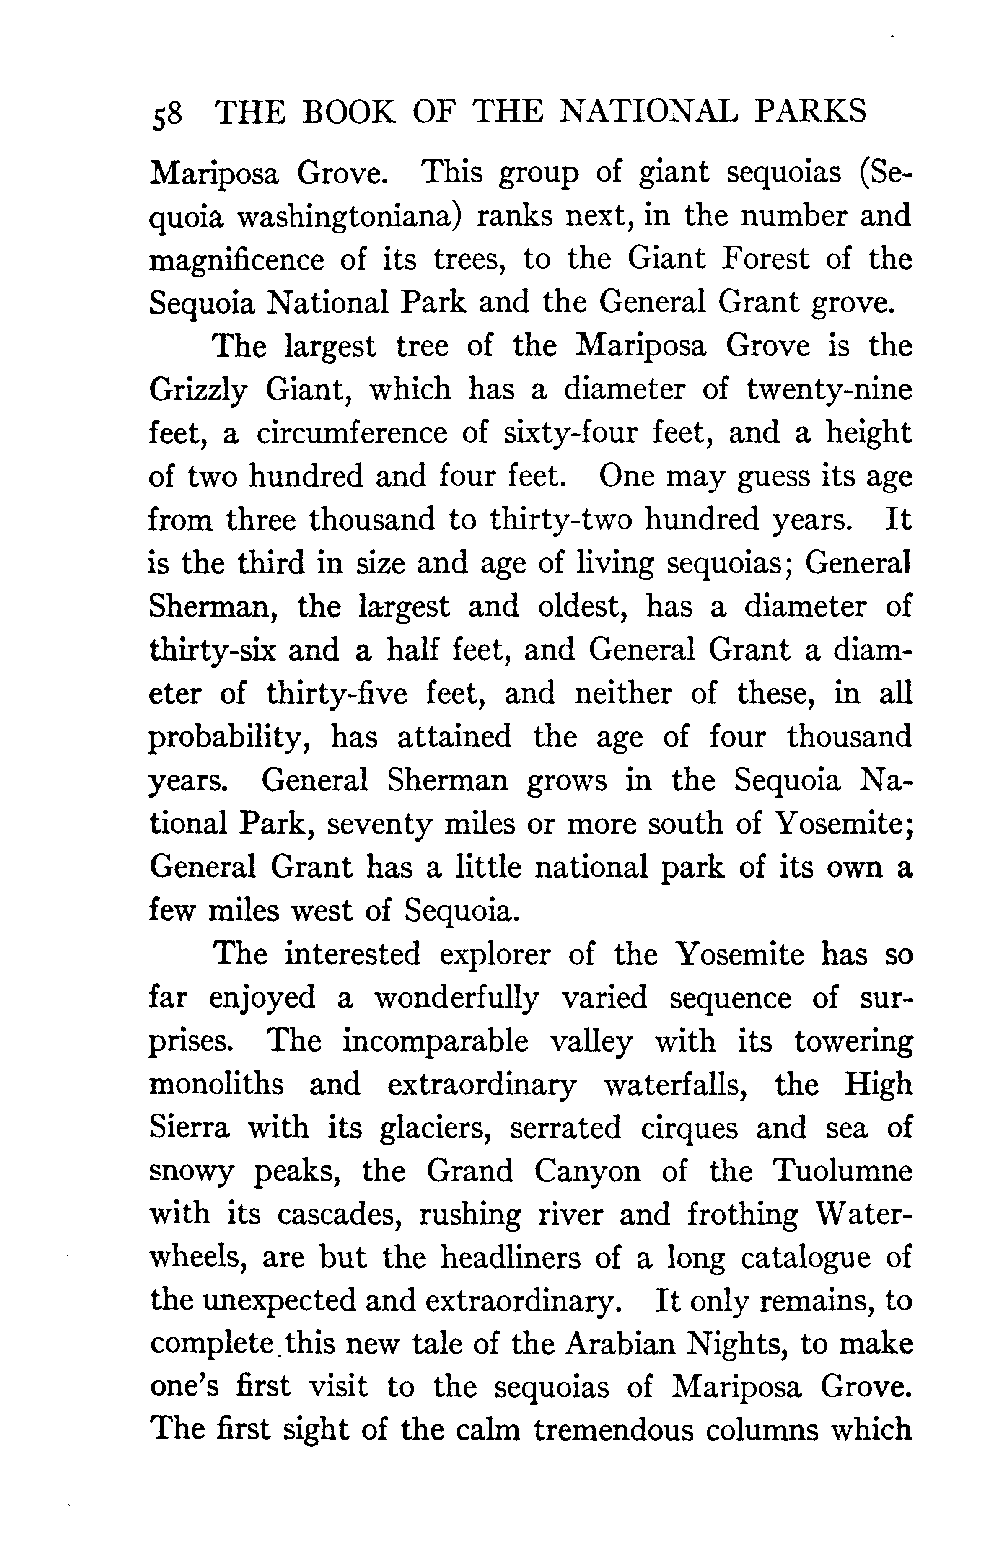 58 THE BOOK OF THE NATIONAL PARKS
Mariposa Grove. This group of giant sequoias (Se-
quoia washingtoniana) ranks next, in the number and
magnificence of its trees, to the Giant Forest of the
Sequoia National Park and the General Grant grove.
The largest tree of the Mariposa Grove is the
Grizzly Giant, which has a diameter of twenty-nine
feet, a circumference of sixty-four feet, and a height
of two hundred and four feet. One may guess its age
from three thousand to thirty-two hundred years. It
is the third in size and age of living sequoias; General
Sherman, the largest and oldest, has a diameter of
thirty-six and a half feet, and General Grant a diam-
eter of thirty-five feet, and neither of these, in all
probability, has attained the age of four thousand
years. General Sherman grows in the Sequoia Na-
tional Park, seventy miles or more south of Yosemite;
General Grant has a little national park of its own a
few miles west of Sequoia.
The interested explorer of the Yosemite has so
far enjoyed a wonderfully varied sequence of sur-
prises. The incomparable valley with its towering
monoliths and extraordinary waterfalls, the High
Sierra with its glaciers, serrated cirques and sea of
snowy peaks, the Grand Canyon of the Tuolumne
with its cascades, rushing river and frothing Water-
wheels, are but the headliners of a long catalogue of
the unexpected and extraordinary. It only remains, to
complete this new tale of the Arabian Nights, to make
one's first visit to the sequoias of Mariposa Grove.
The first sight of the calm tremendous columns which